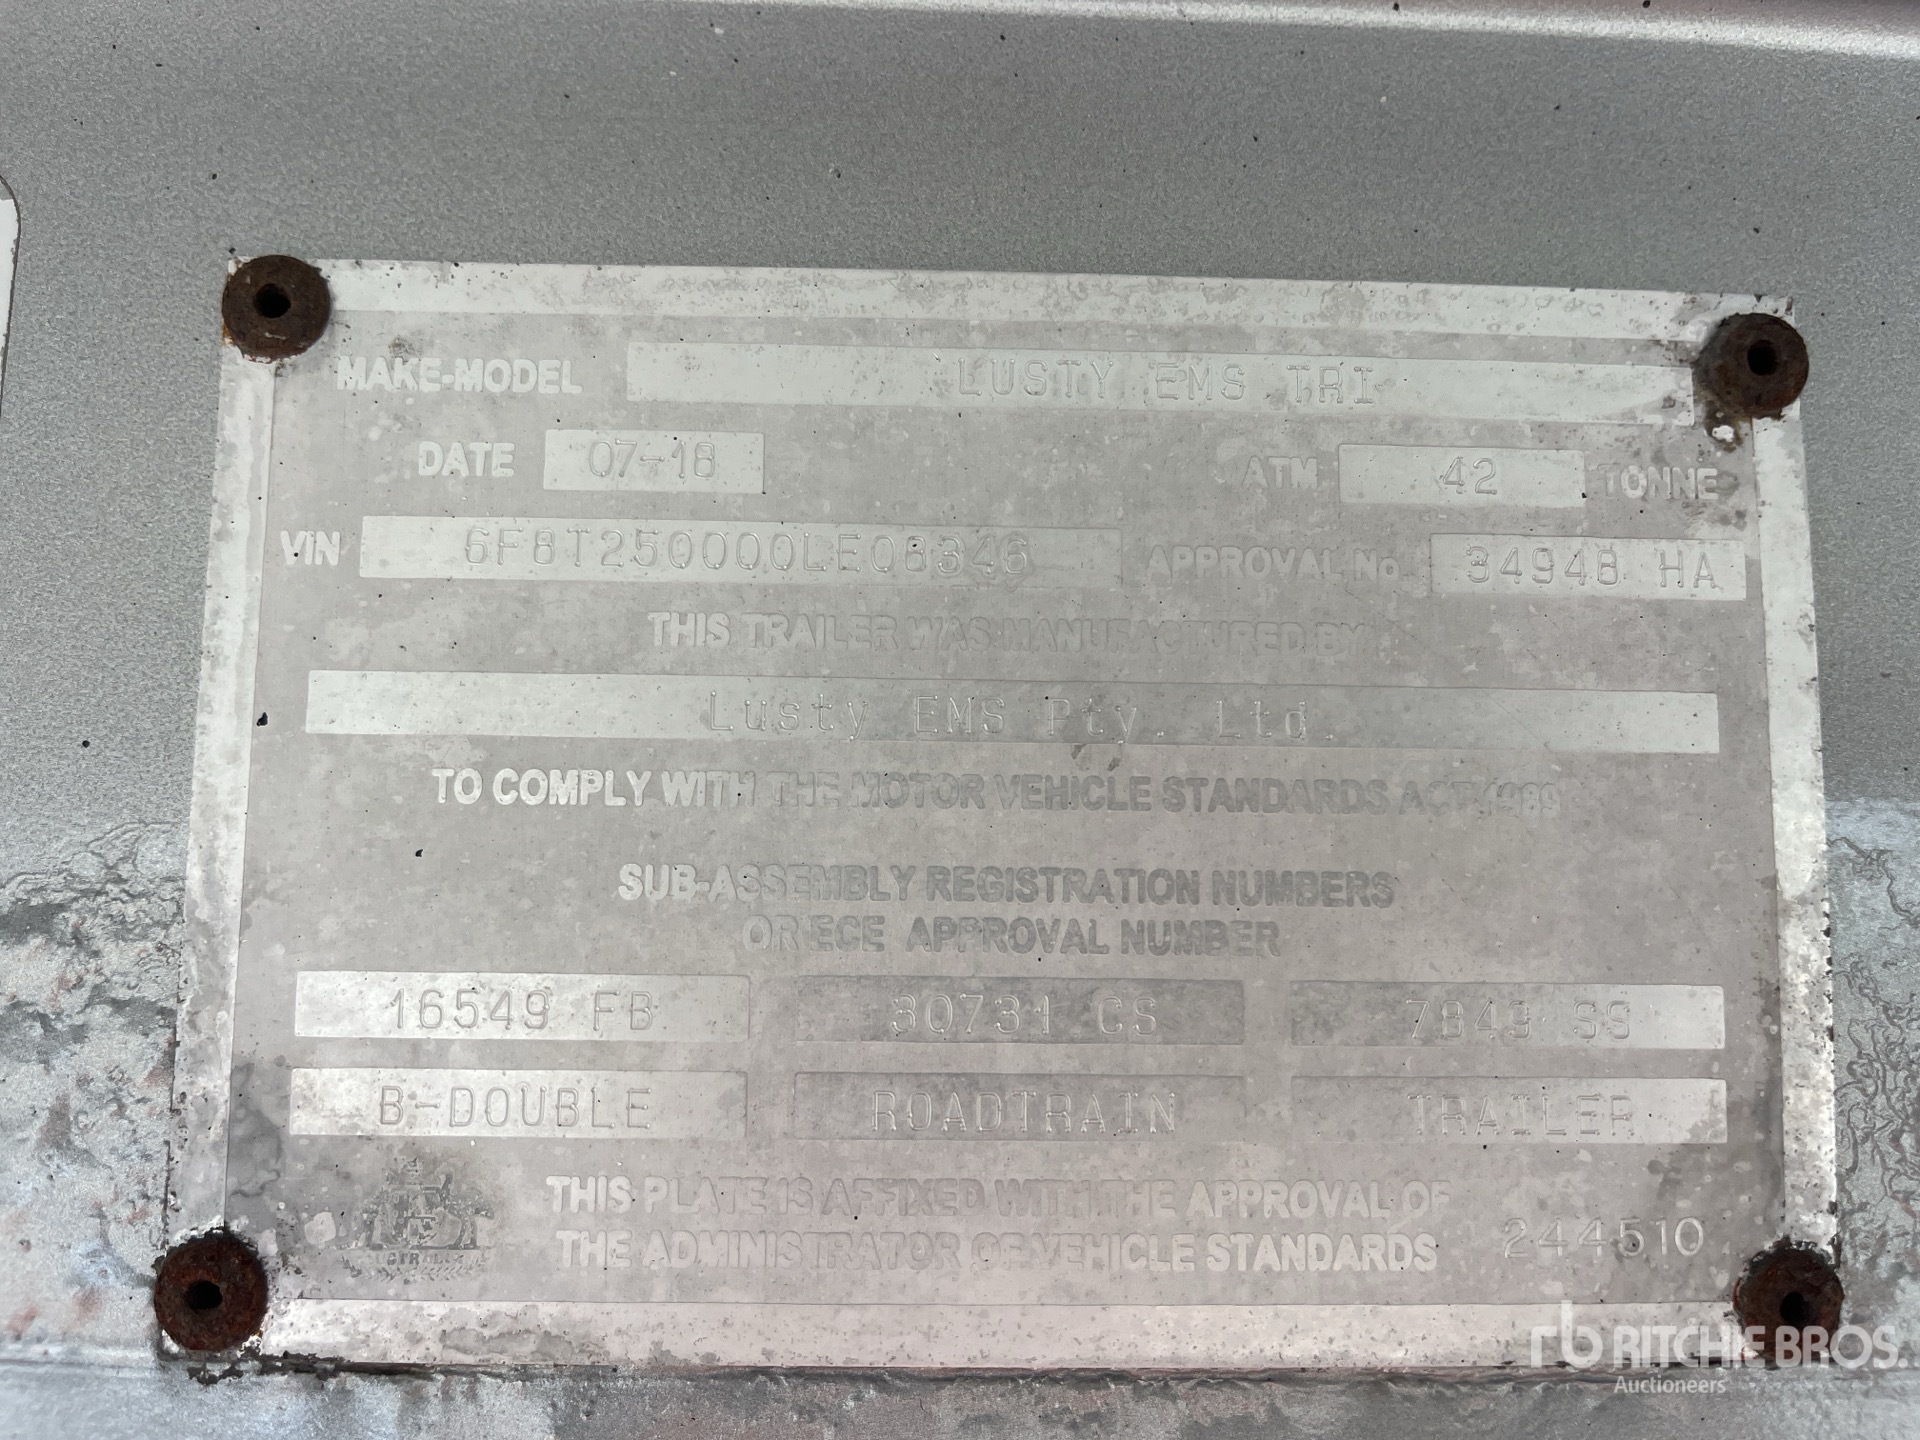 MAKE-MODEL LUSTY EMS TRI
DATE 07-18 ATM 42 TONNE
VIN 6F8T250000LE08346 APPROVAL No 34948 HA
THIS TRAILER WAS MANUFACTURED BY
Lusty EMS Pty. Ltd.
TO COMPLY WITH THE MOTOR VEHICLE STANDARDS ACT 1989
SUB-ASSEMBLY REGISTRATION NUMBERS
OR ECE APPROVAL NUMBER
16549 FB 30731 CS 7849 SS
B-DOUBLE ROADTRAIN TRAILER
THIS PLATE IS AFFIXED WITH THE APPROVAL OF
THE ADMINISTRATOR OF VEHICLE STANDARDS 244510
rb RITCHIE BROS.
Auctioneers